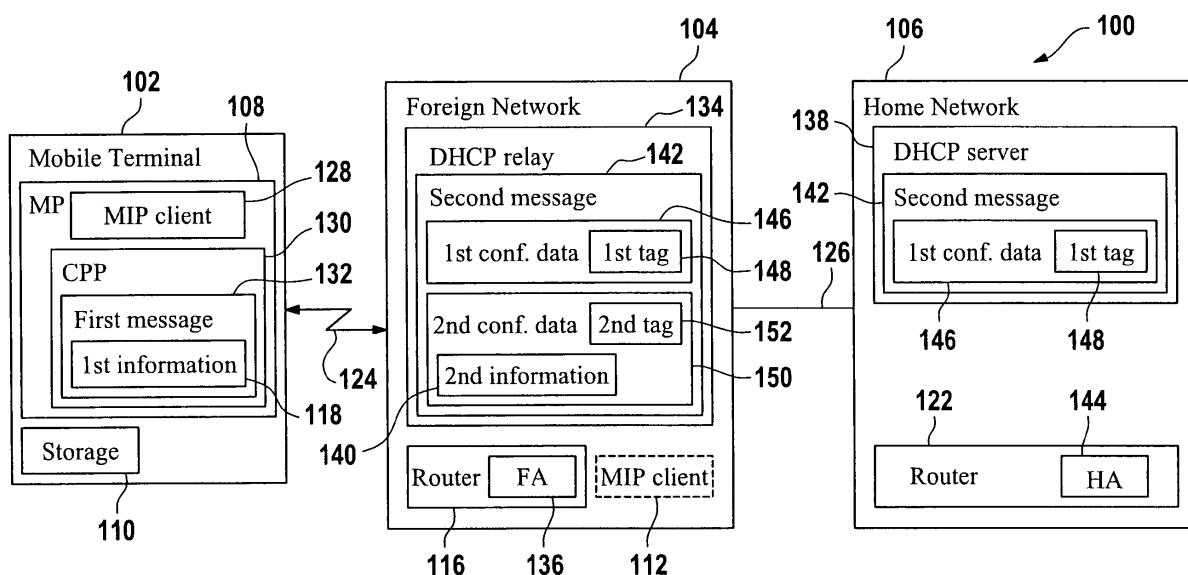 100
102
108
Mobile Terminal
MP
MIP client
128
130
CPP
132
First message
1st information
118
Storage
110
124
104
Foreign Network
134
DHCP relay
142
Second message
146
1st conf. data
1st tag
148
2nd conf. data
2nd tag
152
2nd information
150
140
Router
FA
MIP client
116
136
112
126
106
Home Network
138
DHCP server
142
Second message
1st conf. data
1st tag
146
148
122
144
Router
HA